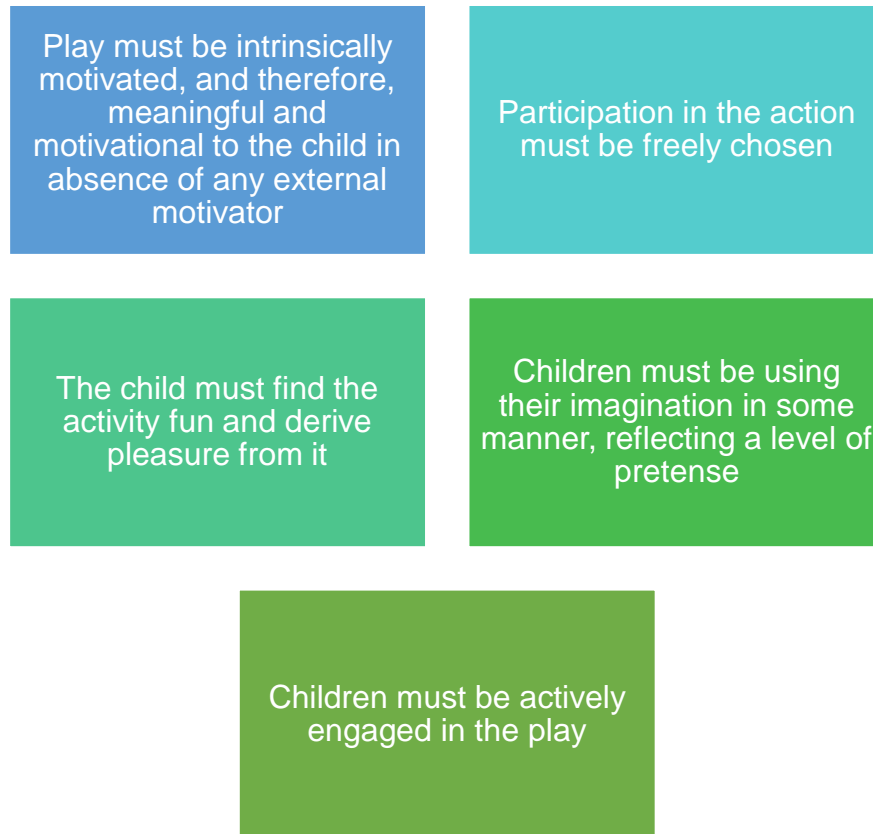 Play must be intrinsically
motivated, and therefore,
meaningful and
motivational to the child in
absence of any external
motivator
Participation in the action
must be freely chosen
The child must find the
activity fun and derive
pleasure from it
Children must be using
their imagination in some
manner, reflecting a level of
pretense
Children must be actively
engaged in the play